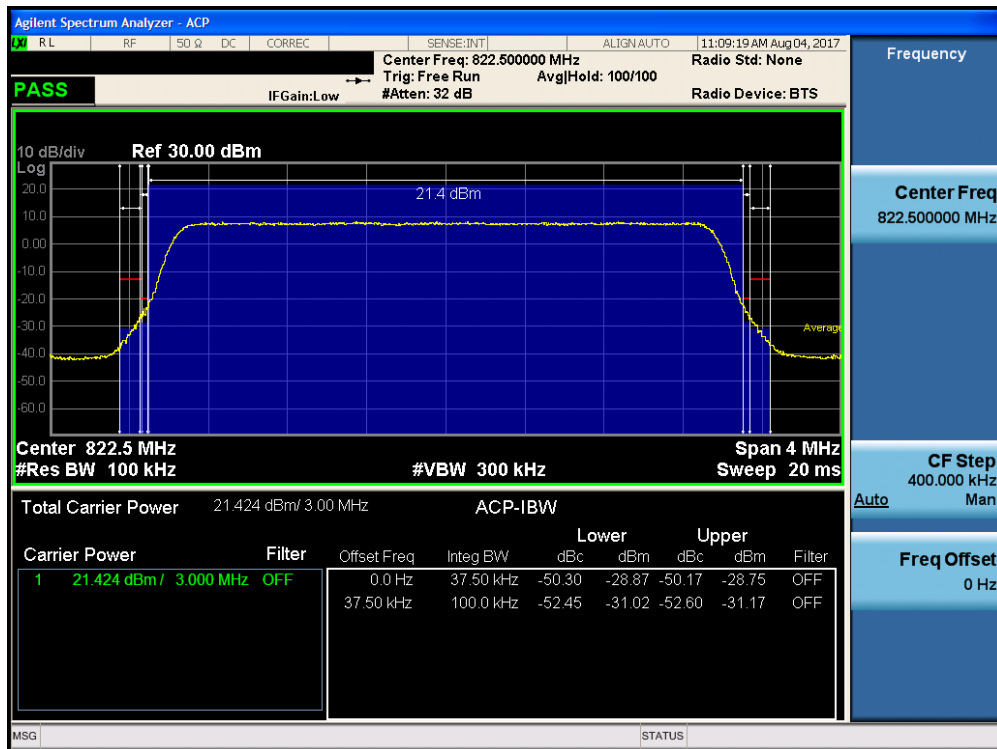 Agilent Spectrum Analyzer - ACP
LXI RL RF 50 Ω DC CORREC SENSE:INT ALIGN AUTO 11:09:19 AM Aug 04, 2017
Center Freq: 822.500000 MHz Radio Std: None
Trig: Free Run Avg|Hold: 100/100
PASS IFGain:Low #Atten: 32 dB Radio Device: BTS
10 dB/div Ref 30.00 dBm
Log
20.0
10.0
0.00
-10.0
-20.0
-30.0
-40.0
-50.0
-60.0
21.4 dBm
Average
Center 822.5 MHz Span 4 MHz
#Res BW 100 kHz #VBW 300 kHz Sweep 20 ms
Total Carrier Power 21.424 dBm/ 3.00 MHz ACP-IBW
Lower Upper
Carrier Power Filter Offset Freq Integ BW dBc dBm dBc dBm Filter
1 21.424 dBm / 3.000 MHz OFF 0.0 Hz 37.50 kHz -50.30 -28.87 -50.17 -28.75 OFF
37.50 kHz 100.0 kHz -52.45 -31.02 -52.60 -31.17 OFF
MSG STATUS
Frequency
Center Freq
822.500000 MHz
CF Step
400.000 kHz
Auto Man
Freq Offset
0 Hz